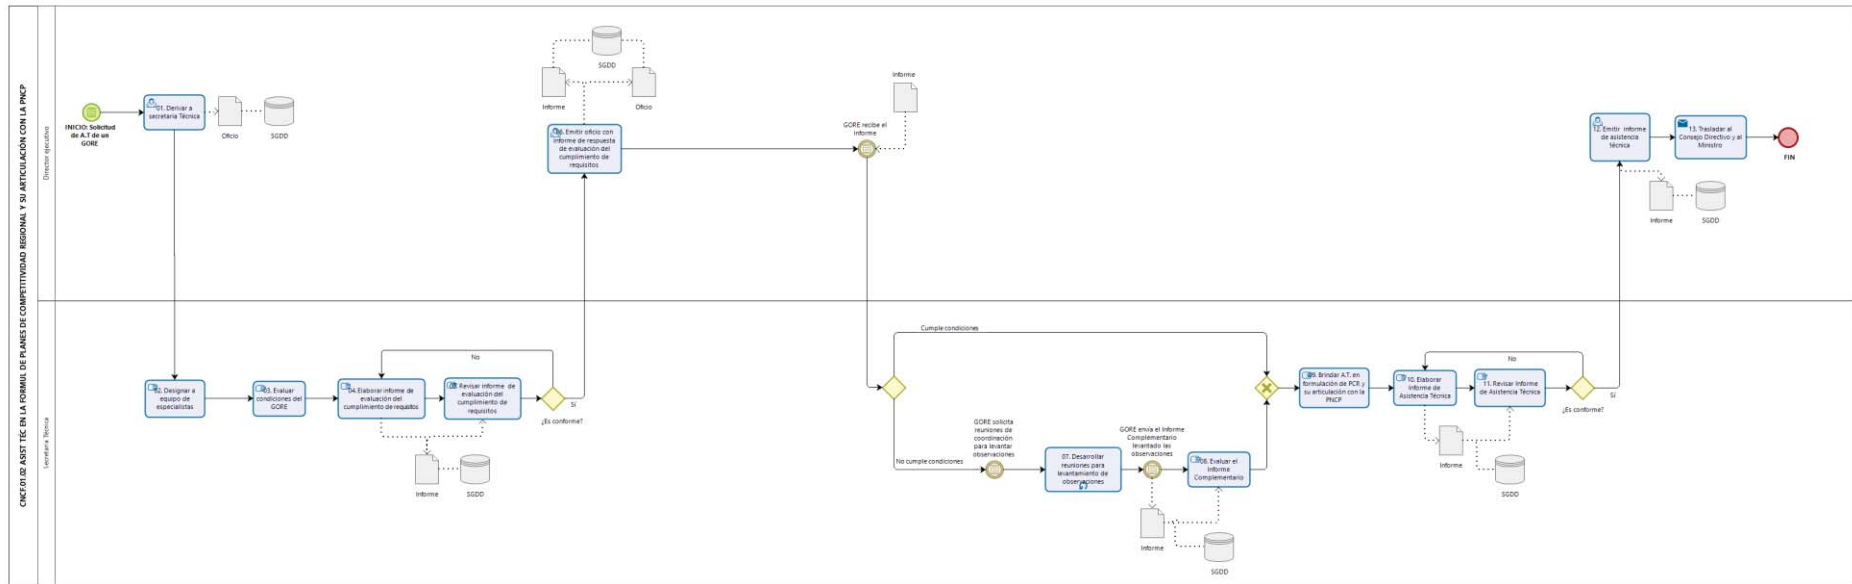 CNCF.01.02 ASIST TÉC EN LA FORMUL DE PLANES DE COMPETITIVIDAD REGIONAL Y SU ARTICULACIÓN CON LA PNCP
Director ejecutivo
INICIO: Solicitud
de A.T de un
GORE
01. Derivar a
secretaria Técnica
Oficio
SGDD
SGDD
Informe
Oficio
06. Emitir oficio con
informe de respuesta
de evaluación del
cumplimiento de
requisitos
GORE recibe el
informe
Informe
12. Emitir informe
de asistencia
técnica
13. Trasladar al
Consejo Directivo y al
Ministro
FIN
Informe
SGDD
Secretaria Técnica
02. Designar a
equipo de
especialistas
03. Evaluar
condiciones del
GORE
04. Elaborar informe de
evaluación del
cumplimiento de requisitos
Revisar informe de
evaluación del
cumplimiento de
requisitos
No
Sí
¿Es conforme?
Informe
SGDD
Cumple condiciones
No cumple condiciones
GORE solicita
reuniones de
coordinación
para levantar
observaciones
07. Desarrollar
reuniones para
levantamiento de
observaciones
GORE envía el Informe
Complementario
levantado las
observaciones
08. Evaluar el
Informe
Complementario
Informe
SGDD
09. Brindar A.T. en
formulación de PCR y
su articulación con la
PNCP
10. Elaborar
Informe de
Asistencia Técnica
11. Revisar Informe
de Asistencia Técnica
No
Sí
¿Es conforme?
Informe
SGDD